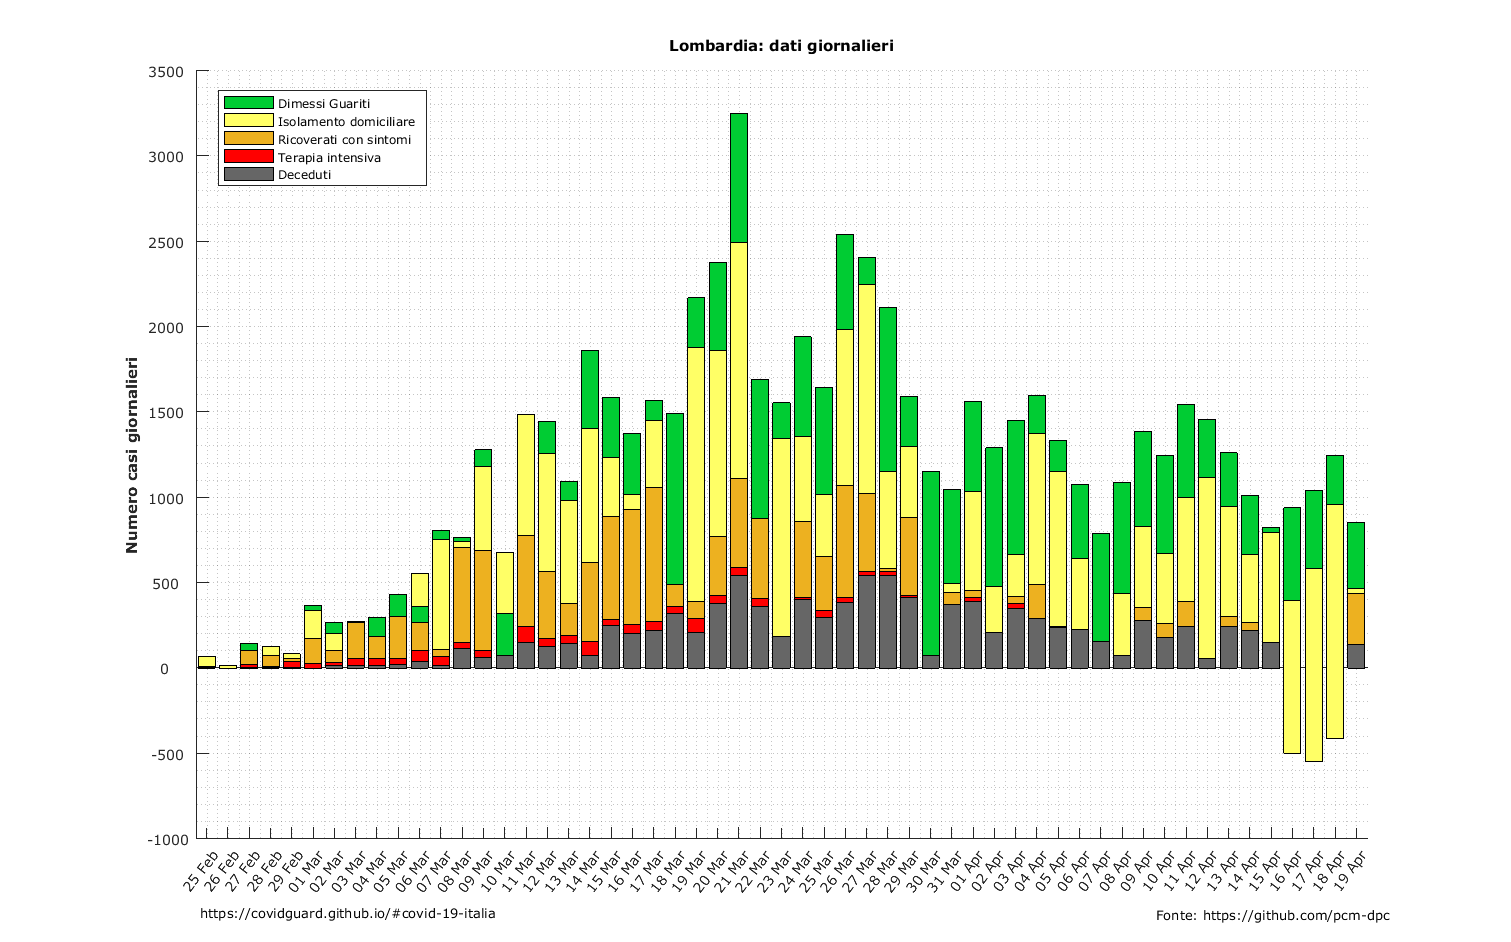 Lombardia: dati giornalieri
3500
3000
2500
2000
1500
1000
500
0
-500
-1000
Numero casi giornalieri
Dimessi Guariti
Isolamento domiciliare
Ricoverati con sintomi
Terapia intensiva
Deceduti
25 Feb
26 Feb
27 Feb
28 Feb
29 Feb
01 Mar
02 Mar
03 Mar
04 Mar
05 Mar
06 Mar
07 Mar
08 Mar
09 Mar
10 Mar
11 Mar
12 Mar
13 Mar
14 Mar
15 Mar
16 Mar
17 Mar
18 Mar
19 Mar
20 Mar
21 Mar
22 Mar
23 Mar
24 Mar
25 Mar
26 Mar
27 Mar
28 Mar
29 Mar
30 Mar
31 Mar
01 Apr
02 Apr
03 Apr
04 Apr
05 Apr
06 Apr
07 Apr
08 Apr
09 Apr
10 Apr
11 Apr
12 Apr
13 Apr
14 Apr
15 Apr
16 Apr
17 Apr
18 Apr
19 Apr
https://covidguard.github.io/#covid-19-italia
Fonte: https://github.com/pcm-dpc